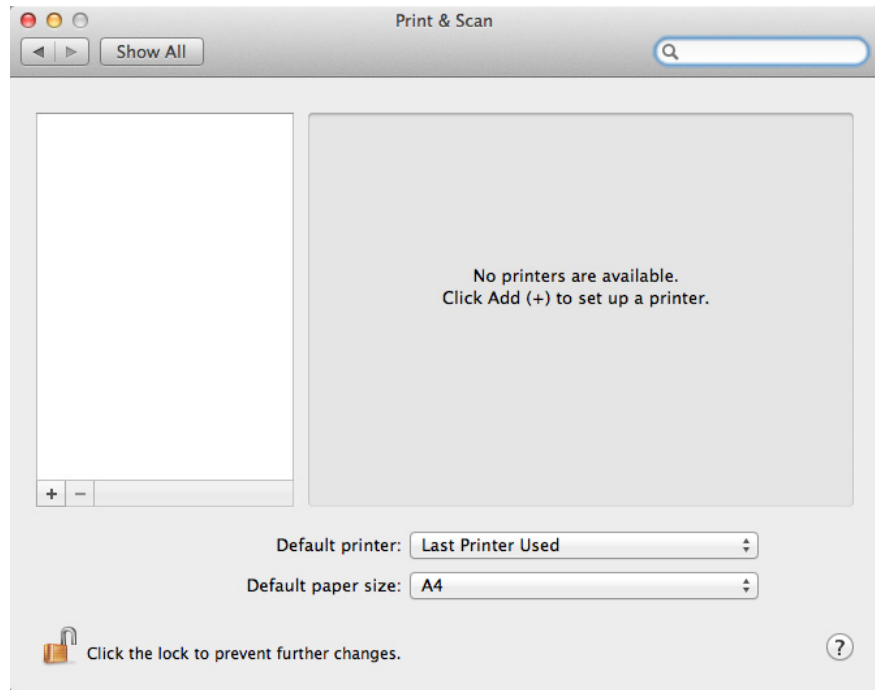 Print & Scan
Show All
No printers are available.
Click Add (+) to set up a printer.
+ −
Default printer: Last Printer Used
Default paper size: A4
Click the lock to prevent further changes.
?